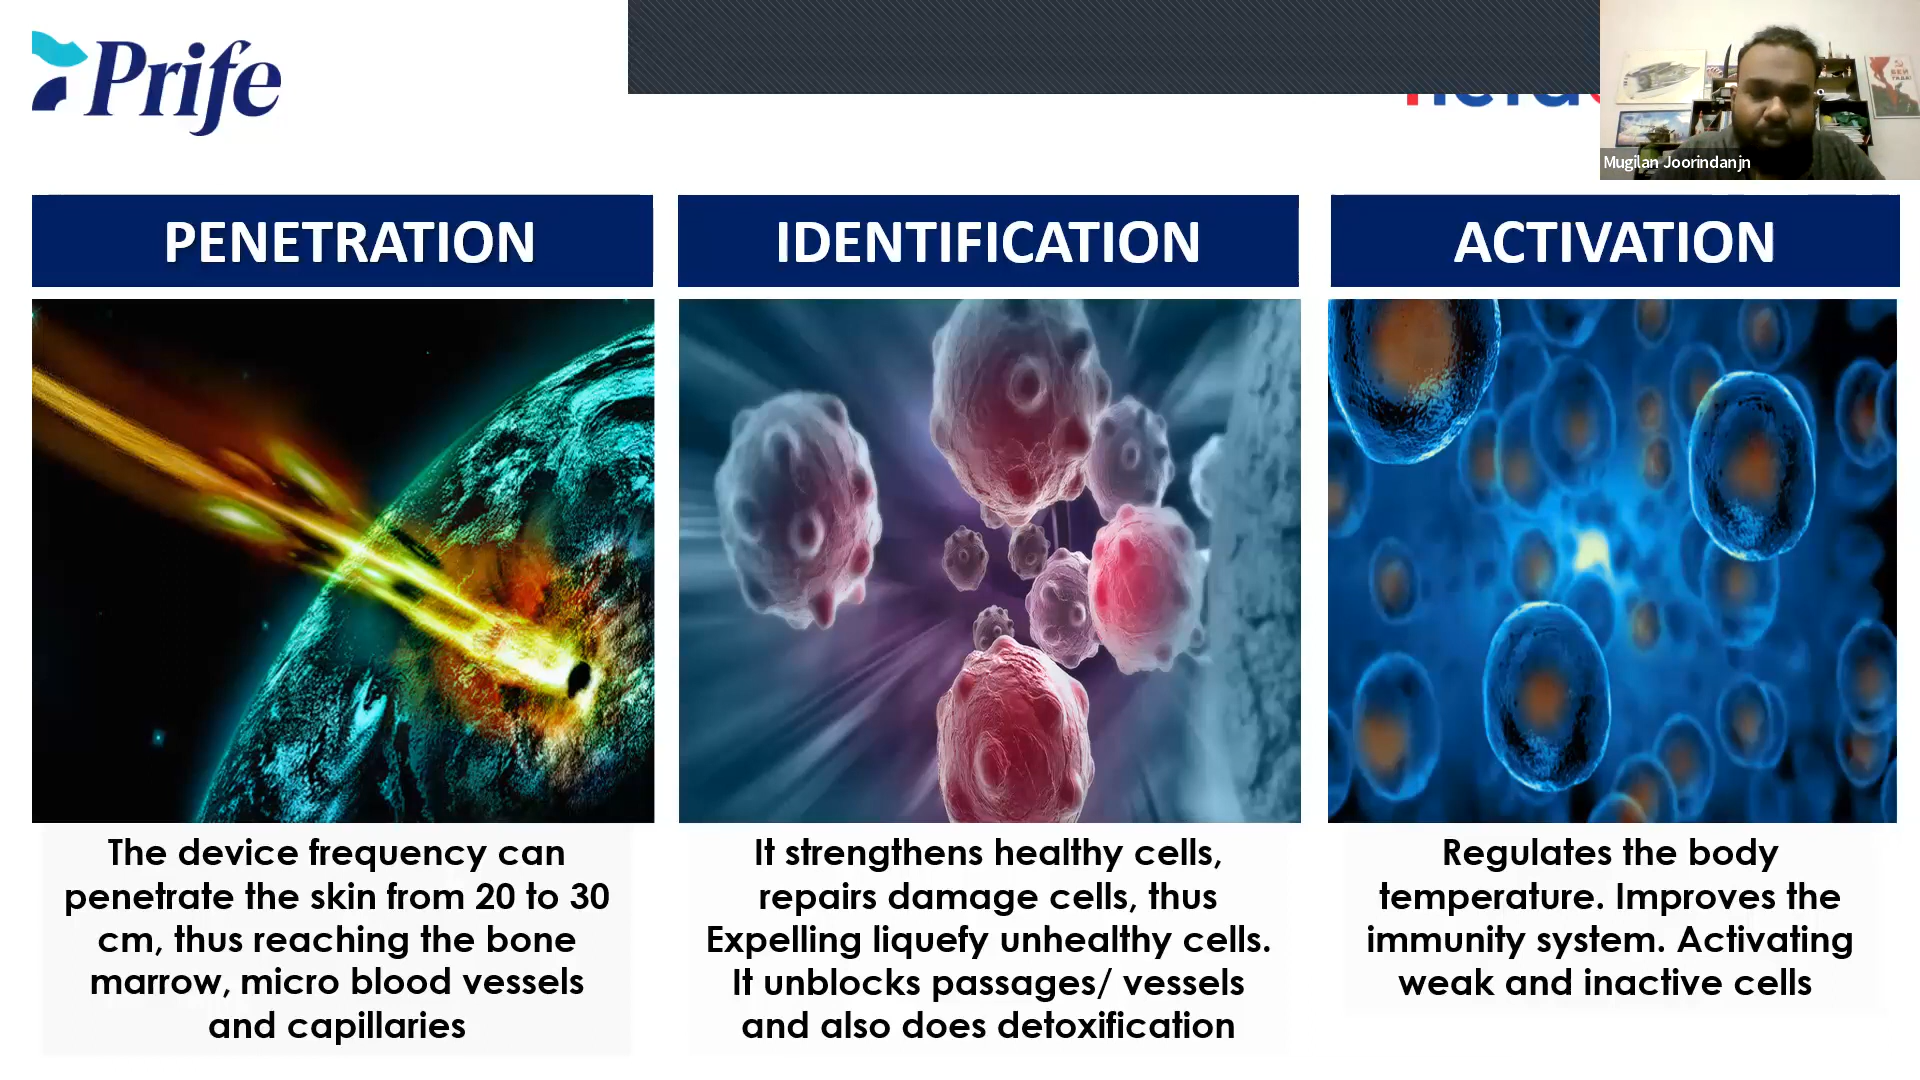 Prife
Mugilan Joorindanjn
PENETRATION
IDENTIFICATION
ACTIVATION
The device frequency can
penetrate the skin from 20 to 30
cm, thus reaching the bone
marrow, micro blood vessels
and capillaries
It strengthens healthy cells,
repairs damage cells, thus
Expelling liquefy unhealthy cells.
It unblocks passages/ vessels
and also does detoxification
Regulates the body
temperature. Improves the
immunity system. Activating
weak and inactive cells